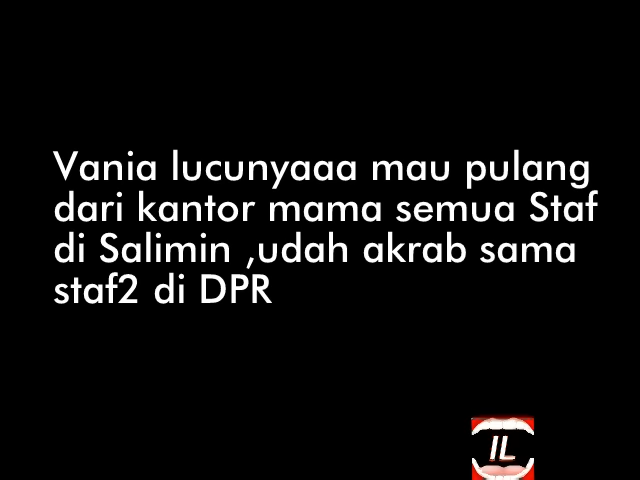 Vania lucunyaaa mau pulang
dari kantor mama semua Staf
di Salimin ,udah akrab sama
staf2 di DPR
IL